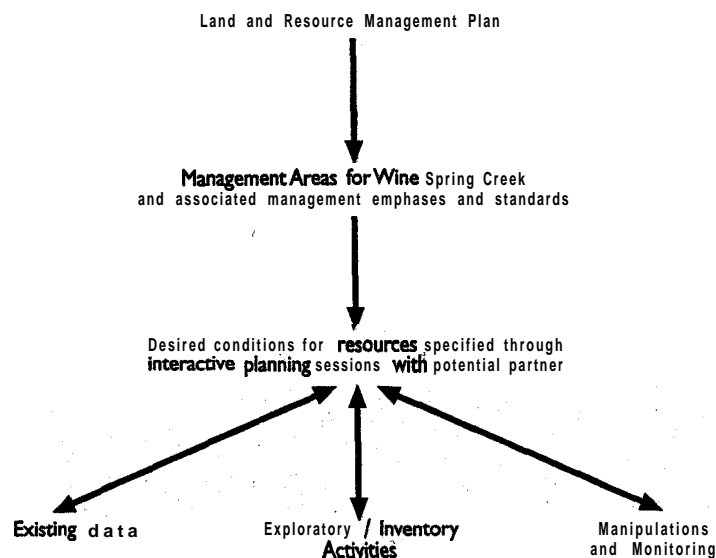 Land and Resource Management Plan
Management Areas for Wine Spring Creek
and associated management emphases and standards
Desired conditions for resources specified through
interactive planning sessions with potential partner
Existing data
Exploratory / Inventory
Activities
Manipulations
and Monitoring